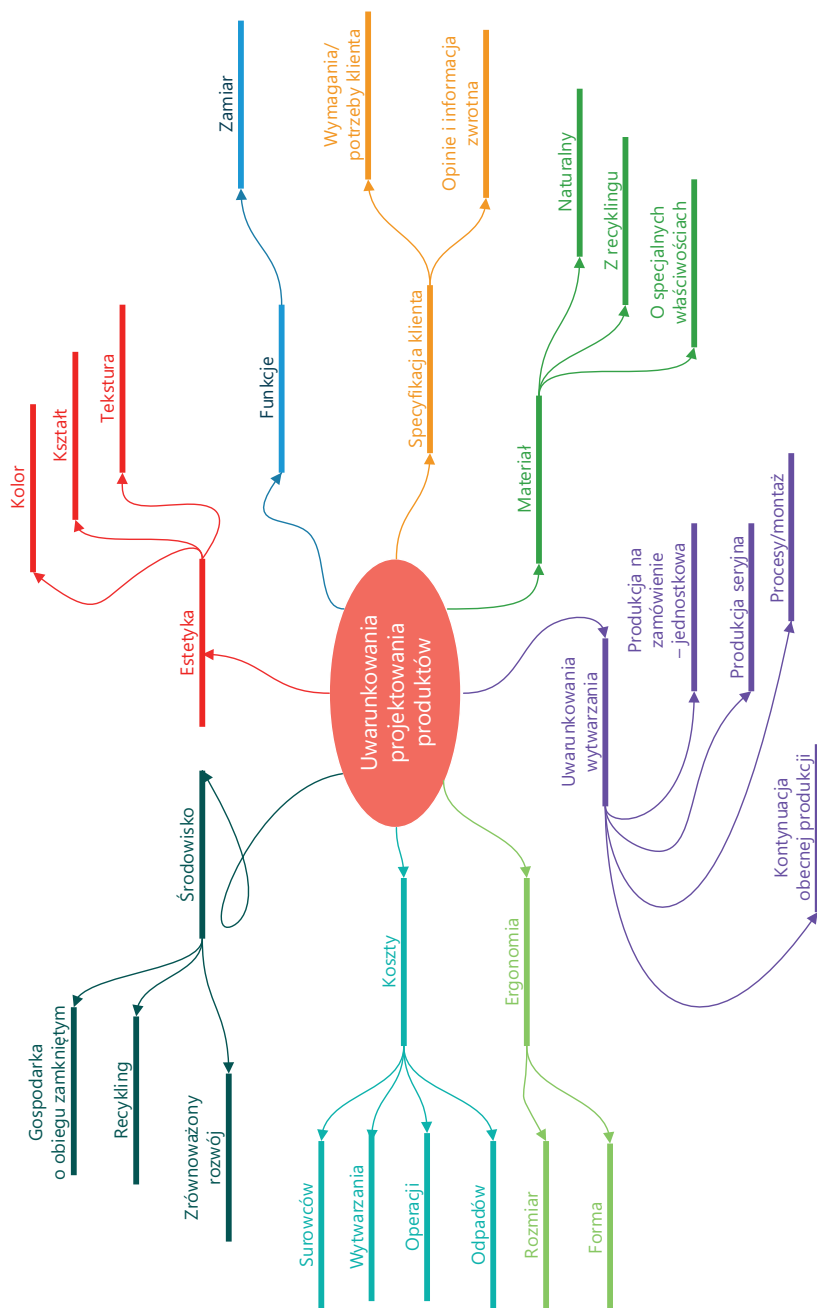 Uwarunkowania
projektowania
produktów
Środowisko
Gospodarka
o obiegu zamkniętym
Recykling
Zrównoważony
rozwój
Estetyka
Kolor
Kształt
Tekstura
Funkcje
Zamiar
Specyfikacja klienta
Wymagania/
potrzeby klienta
Opinie i informacja
zwrotna
Materiał
Naturalny
Z recyklingu
O specjalnych
właściwościach
Uwarunkowania
wytwarzania
Produkcja na
zamówienie
– jednostkowa
Produkcja seryjna
Procesy/montaż
Kontynuacja
obecnej produkcji
Ergonomia
Rozmiar
Forma
Koszty
Surowców
Wytwarzania
Operacji
Odpadów